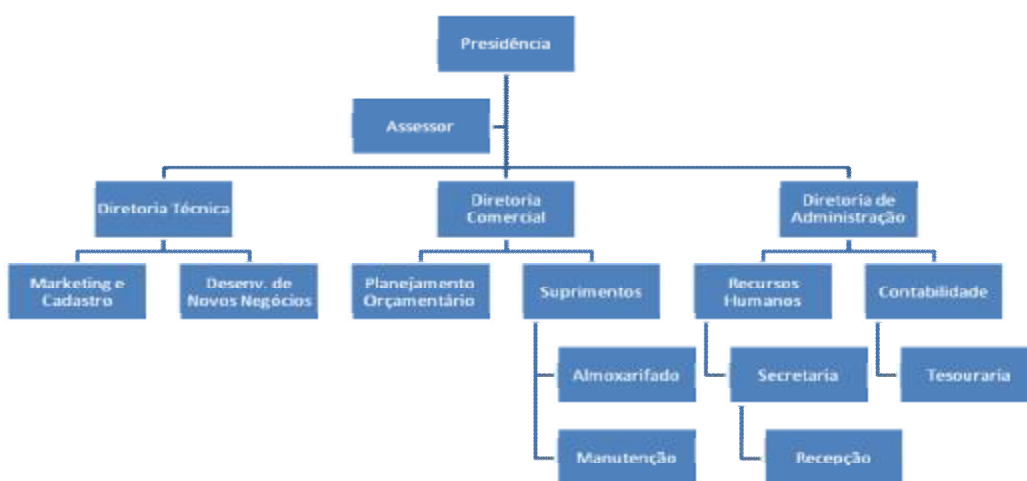 Presidência
Assessor
Diretoria Técnica
Diretoria
Comercial
Diretoria de
Administração
Marketing e
Cadastro
Desenv. de
Novos Negócios
Planejamento
Orçamentário
Suprimentos
Recursos
Humanos
Contabilidade
Almoxarifado
Secretaria
Tesouraria
Manutenção
Recepção